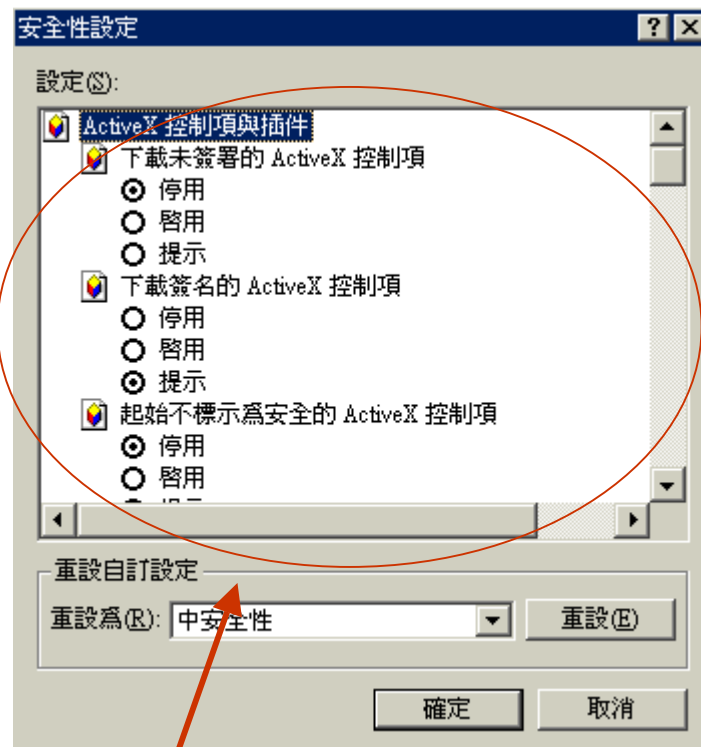 安全性設定
設定(S):
ActiveX 控制項與插件
下載未簽署的 ActiveX 控制項
停用
啓用
提示
下載簽名的 ActiveX 控制項
停用
啓用
提示
起始不標示爲安全的 ActiveX 控制項
停用
啓用
重設自訂設定
重設爲(R): 中安全性 重設(E)
確定 取消